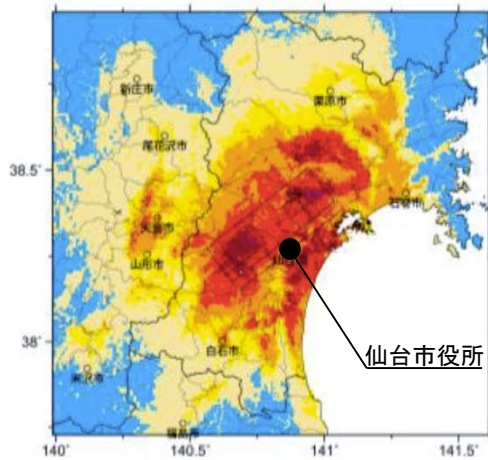 新庄市
栗原市
尾花沢市
38.5°
石巻市
天童市
山形市
仙台市役所
38°
白石市
米沢市
福島市
140°
140.5°
141°
141.5°